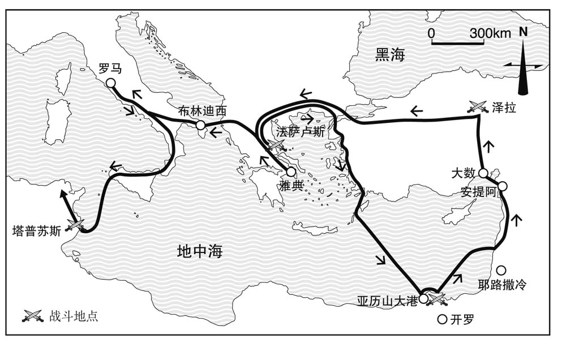 0 300km N
黑海
罗马
泽拉
布林迪西
法萨卢斯
大数
雅典
安提阿
塔普苏斯
地中海
耶路撒冷
亚历山大港
开罗
战斗地点